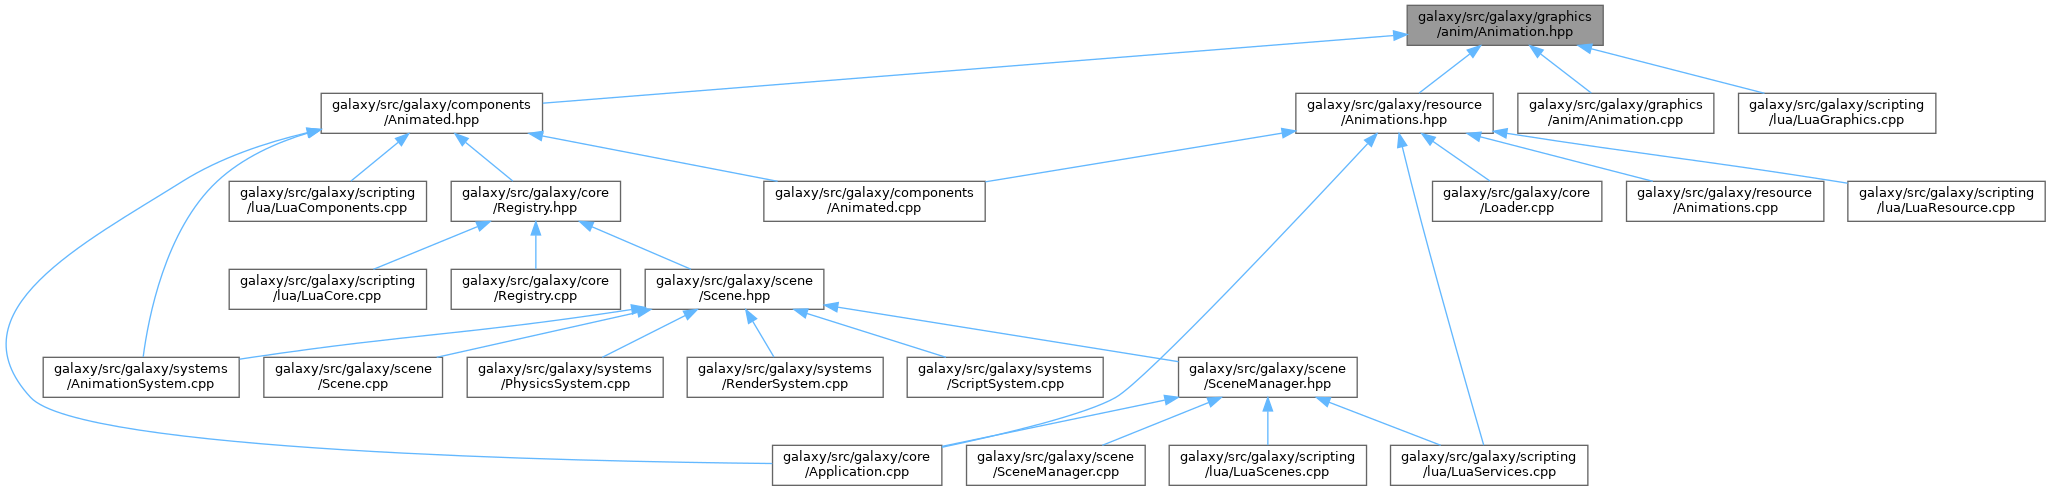 galaxy/src/galaxy/graphics
/anim/Animation.hpp
galaxy/src/galaxy/components
/Animated.hpp
galaxy/src/galaxy/resource
/Animations.hpp
galaxy/src/galaxy/graphics
/anim/Animation.cpp
galaxy/src/galaxy/scripting
/lua/LuaGraphics.cpp
galaxy/src/galaxy/scripting
/lua/LuaComponents.cpp
galaxy/src/galaxy/core
/Registry.hpp
galaxy/src/galaxy/components
/Animated.cpp
galaxy/src/galaxy/core
/Loader.cpp
galaxy/src/galaxy/resource
/Animations.cpp
galaxy/src/galaxy/scripting
/lua/LuaResource.cpp
galaxy/src/galaxy/scripting
/lua/LuaCore.cpp
galaxy/src/galaxy/core
/Registry.cpp
galaxy/src/galaxy/scene
/Scene.hpp
galaxy/src/galaxy/systems
/AnimationSystem.cpp
galaxy/src/galaxy/scene
/Scene.cpp
galaxy/src/galaxy/systems
/PhysicsSystem.cpp
galaxy/src/galaxy/systems
/RenderSystem.cpp
galaxy/src/galaxy/systems
/ScriptSystem.cpp
galaxy/src/galaxy/scene
/SceneManager.hpp
galaxy/src/galaxy/core
/Application.cpp
galaxy/src/galaxy/scene
/SceneManager.cpp
galaxy/src/galaxy/scripting
/lua/LuaScenes.cpp
galaxy/src/galaxy/scripting
/lua/LuaServices.cpp